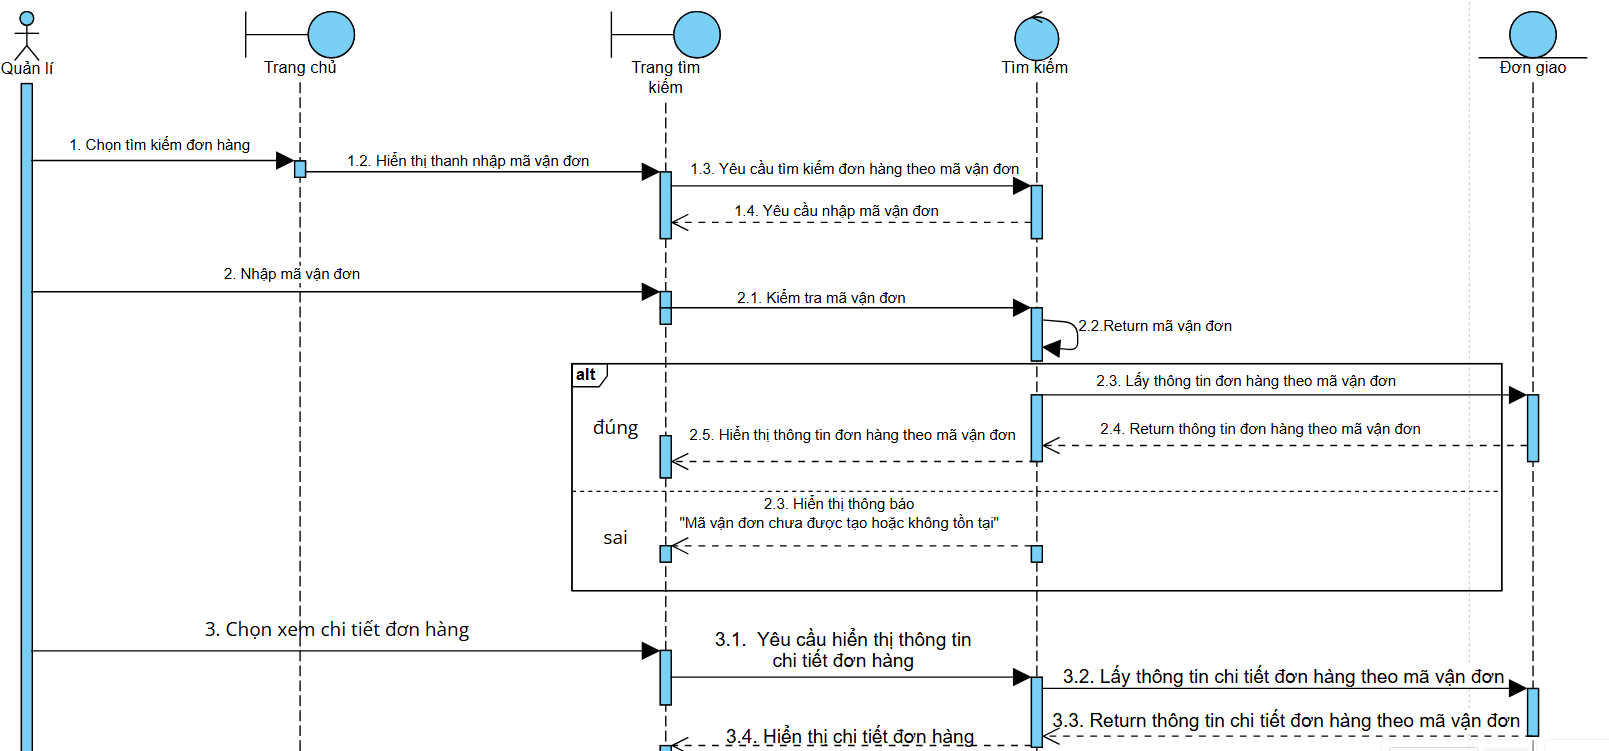 Quản lí
Trang chủ
Trang tìm
kiếm
Tìm kiếm
Đơn giao
1. Chọn tìm kiếm đơn hàng
1.2. Hiển thị thanh nhập mã vận đơn
1.3. Yêu cầu tìm kiếm đơn hàng theo mã vận đơn
1.4. Yêu cầu nhập mã vận đơn
2. Nhập mã vận đơn
2.1. Kiểm tra mã vận đơn
2.2.Return mã vận đơn
alt
2.3. Lấy thông tin đơn hàng theo mã vận đơn
đúng
2.4. Return thông tin đơn hàng theo mã vận đơn
2.5. Hiển thị thông tin đơn hàng theo mã vận đơn
2.3. Hiển thị thông báo
"Mã vận đơn chưa được tạo hoặc không tồn tại"
sai
3. Chọn xem chi tiết đơn hàng
3.1. Yêu cầu hiển thị thông tin
chi tiết đơn hàng
3.2. Lấy thông tin chi tiết đơn hàng theo mã vận đơn
3.3. Return thông tin chi tiết đơn hàng theo mã vận đơn
3.4. Hiển thị chi tiết đơn hàng